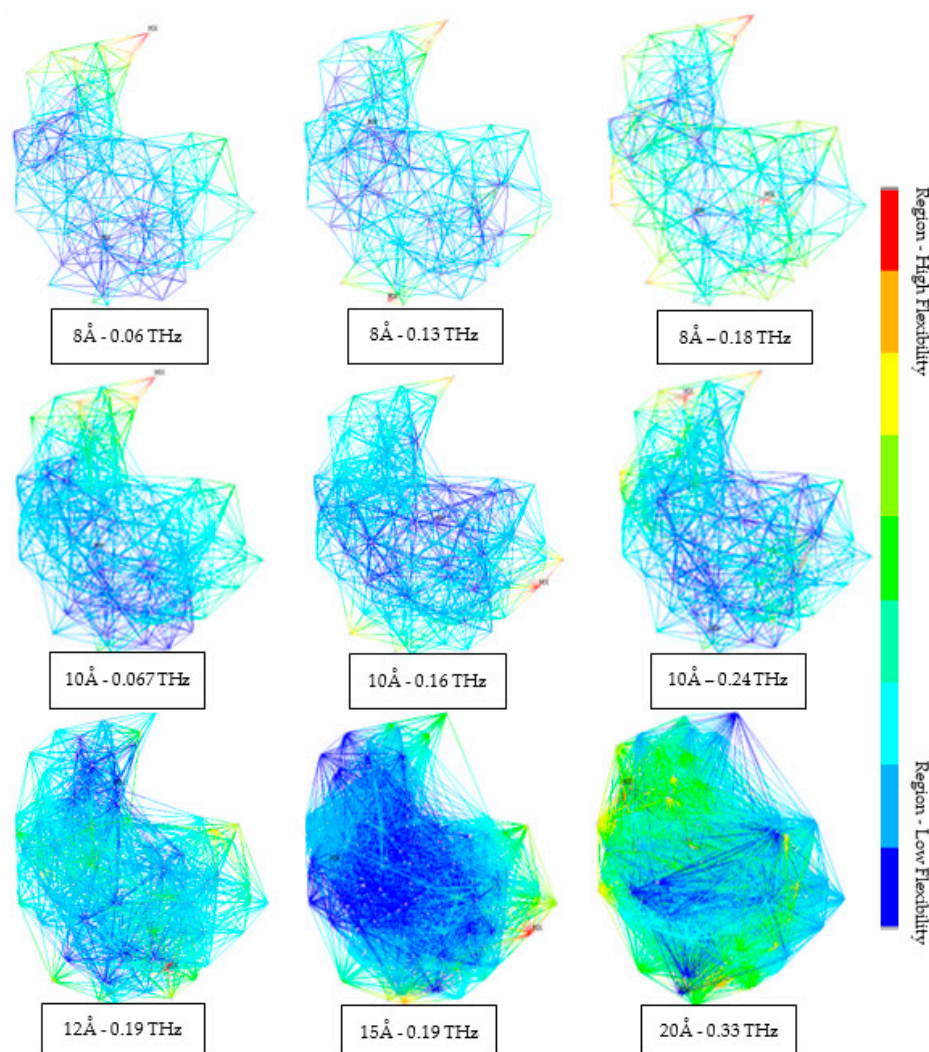 8Å - 0.06 THz
8Å - 0.13 THz
8Å – 0.18 THz
10Å - 0.067 THz
10Å - 0.16 THz
10Å – 0.24 THz
12Å - 0.19 THz
15Å - 0.19 THz
20Å - 0.33 THz
Region - High Flexibility
Region - Low Flexibility